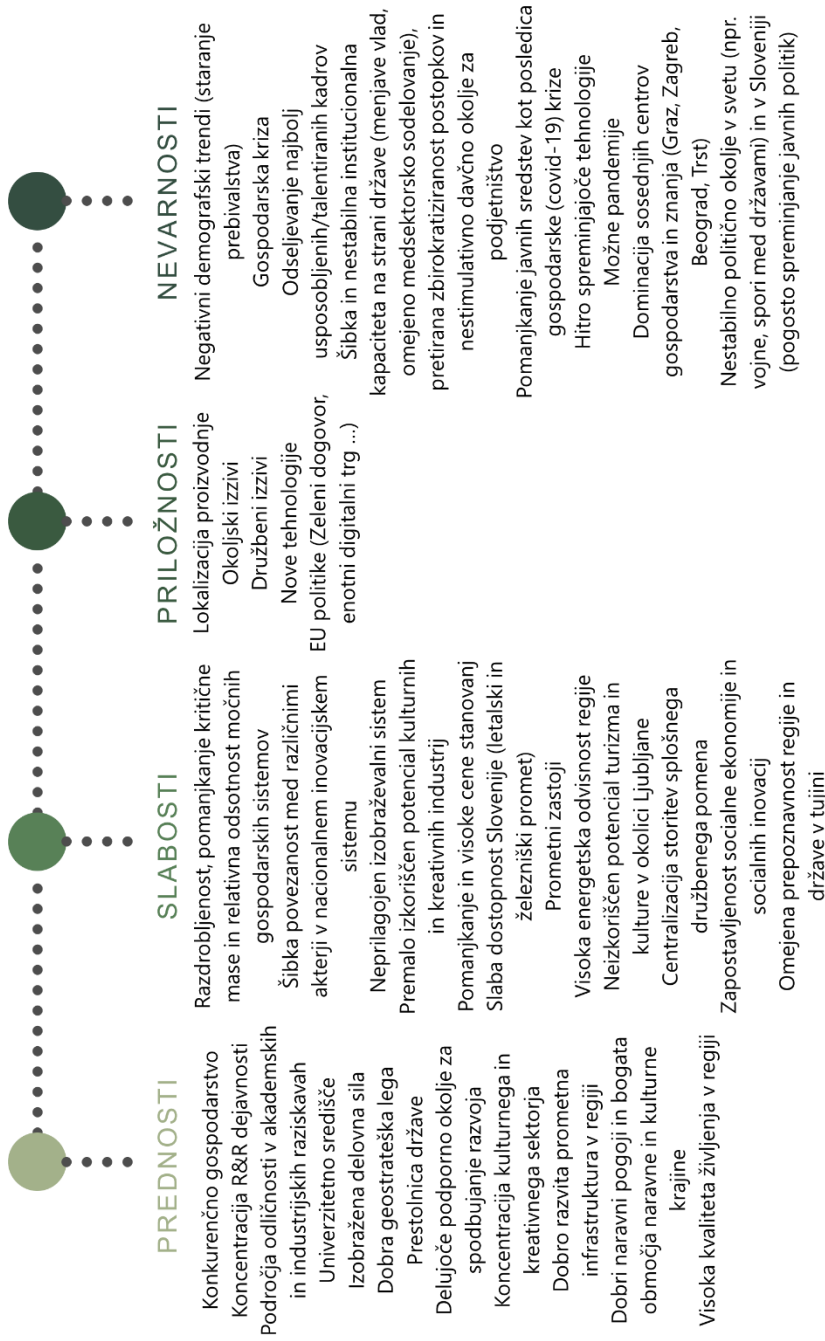 PREDNOSTI
Konkurenčno gospodarstvo
Koncentracija R&R dejavnosti
Področja odličnosti v akademskih
in industrijskih raziskavah
Univerzitetno središče
Izobražena delovna sila
Dobra geostrateška lega
Prestolnica države
Delujoče podporno okolje za
spodbujanje razvoja
Koncentracija kulturnega in
kreativnega sektorja
Dobro razvita prometna
infrastruktura v regiji
Dobri naravni pogoji in bogata
območja naravne in kulturne
krajine
Visoka kvaliteta življenja v regiji
SLABOSTI
Razdrobljenost, pomanjkanje kritične
mase in relativna odsotnost močnih
gospodarskih sistemov
Šibka povezanost med različnimi
akterji v nacionalnem inovacijskem
sistemu
Neprilagojen izobraževalni sistem
Premalo izkoriščen potencial kulturnih
in kreativnih industrij
Pomanjkanje in visoke cene stanovanj
Slaba dostopnost Slovenije (letalski in
železniški promet)
Prometni zastoji
Visoka energetska odvisnost regije
Neizkoriščen potencial turizma in
kulture v okolici Ljubljane
Centralizacija storitev splošnega
družbenega pomena
Zapostavljenost socialne ekonomije in
socialnih inovacij
Omejena prepoznavnost regije in
države v tujini
PRILOŽNOSTI
Lokalizacija proizvodnje
Okoljski izzivi
Družbeni izzivi
Nove tehnologije
EU politike (Zeleni dogovor,
enotni digitalni trg ...)
NEVARNOSTI
Negativni demografski trendi (staranje
prebivalstva)
Gospodarska kriza
Odseljevanje najbolj
usposobljenih/talentiranih kadrov
Šibka in nestabilna institucionalna
kapaciteta na strani države (menjave vlad,
omejeno medsektorsko sodelovanje),
pretirana zbirokratiziranost postopkov in
nestimulativno davčno okolje za
podjetništvo
Pomanjkanje javnih sredstev kot posledica
gospodarske (covid-19) krize
Hitro spreminjajoče tehnologije
Možne pandemije
Dominacija sosednjih centrov
gospodarstva in znanja (Graz, Zagreb,
Beograd, Trst)
Nestabilno politično okolje v svetu (npr.
vojne, spori med državami) in v Sloveniji
(pogosto spreminjanje javnih politik)